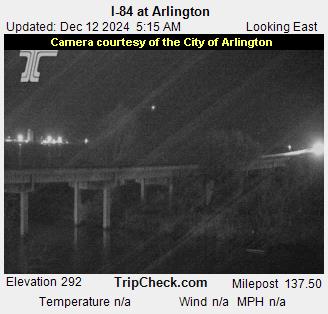 I-84 at Arlington
Updated: Dec 12 2024 5:15 AM Looking East
Camera courtesy of the City of Arlington
Elevation 292 TripCheck.com Milepost 137.50
Temperature n/a Wind n/a MPH n/a